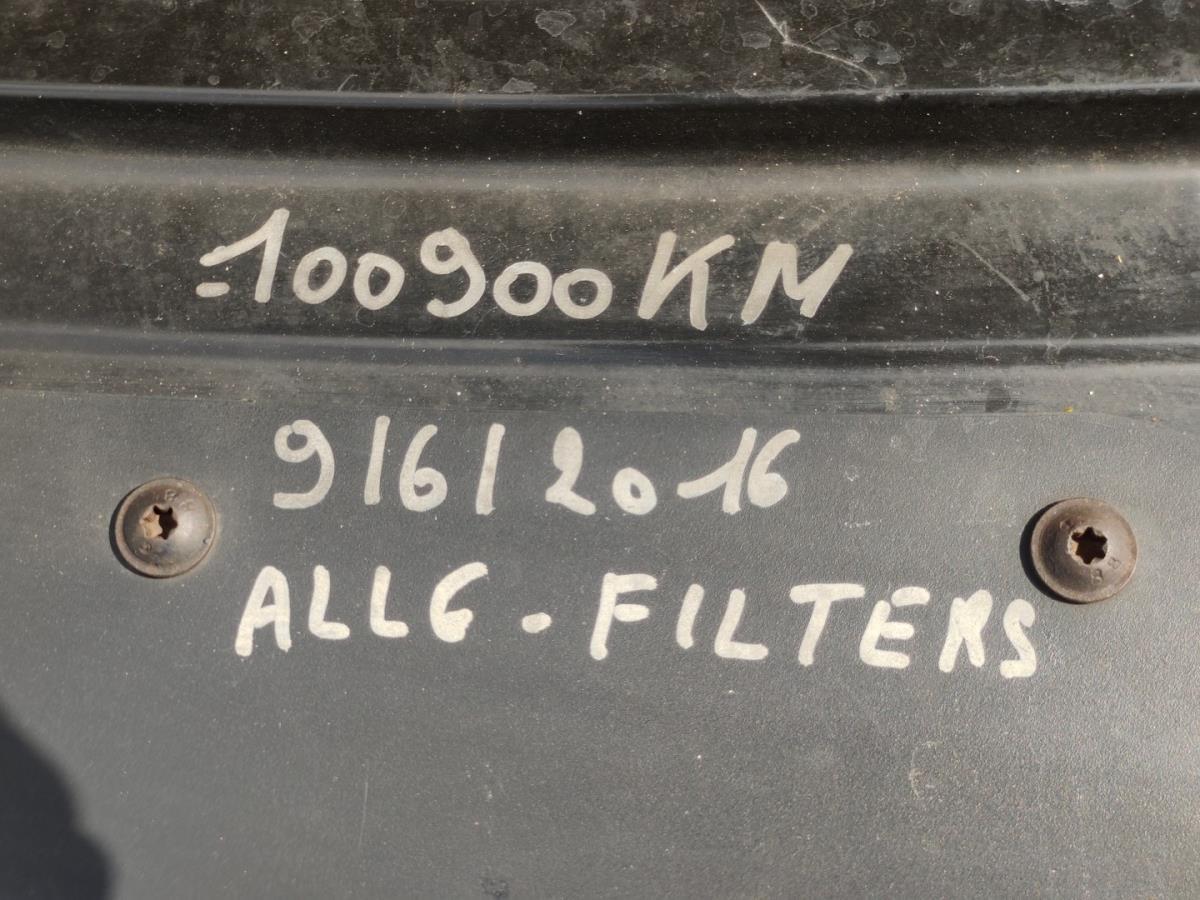 =100900KM
9/6/2016
ALLG. FILTERS